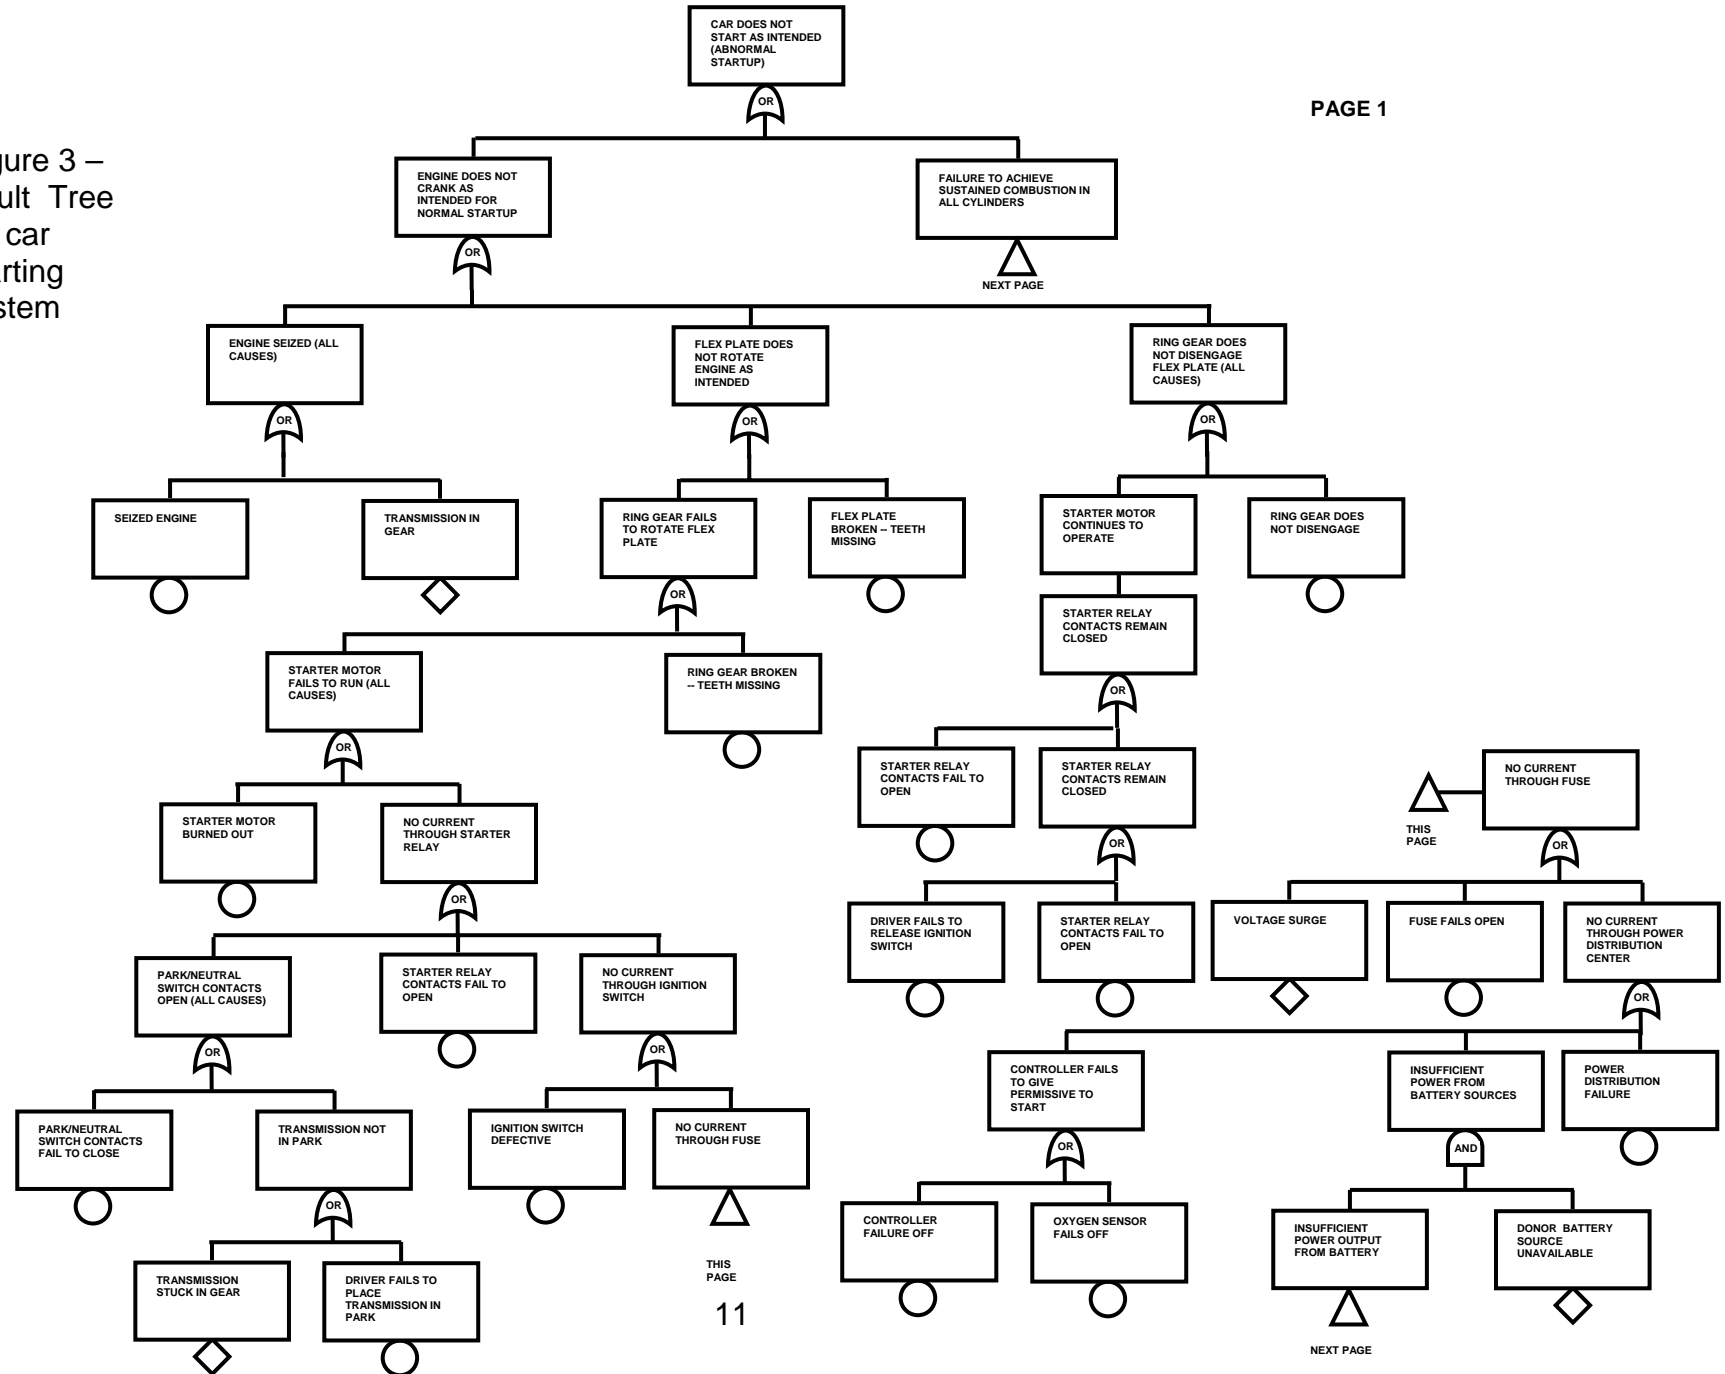 CAR DOES NOT
START AS INTENDED
(ABNORMAL
STARTUP)
OR
PAGE 1
gure 3 –
ult Tree
car
arting
stem
ENGINE DOES NOT
CRANK AS
INTENDED FOR
NORMAL STARTUP
OR
FAILURE TO ACHIEVE
SUSTAINED COMBUSTION IN
ALL CYLINDERS
NEXT PAGE
ENGINE SEIZED (ALL
CAUSES)
OR
FLEX PLATE DOES
NOT ROTATE
ENGINE AS
INTENDED
OR
RING GEAR DOES
NOT DISENGAGE
FLEX PLATE (ALL
CAUSES)
OR
SEIZED ENGINE
TRANSMISSION IN
GEAR
RING GEAR FAILS
TO ROTATE FLEX
PLATE
OR
FLEX PLATE
BROKEN -- TEETH
MISSING
STARTER MOTOR
CONTINUES TO
OPERATE
RING GEAR DOES
NOT DISENGAGE
STARTER RELAY
CONTACTS REMAIN
CLOSED
OR
STARTER MOTOR
FAILS TO RUN (ALL
CAUSES)
OR
RING GEAR BROKEN
-- TEETH MISSING
STARTER RELAY
CONTACTS FAIL TO
OPEN
STARTER RELAY
CONTACTS REMAIN
CLOSED
OR
NO CURRENT
THROUGH FUSE
THIS
PAGE
OR
STARTER MOTOR
BURNED OUT
NO CURRENT
THROUGH STARTER
RELAY
OR
DRIVER FAILS TO
RELEASE IGNITION
SWITCH
STARTER RELAY
CONTACTS FAIL TO
OPEN
VOLTAGE SURGE
FUSE FAILS OPEN
NO CURRENT
THROUGH POWER
DISTRIBUTION
CENTER
OR
PARK/NEUTRAL
SWITCH CONTACTS
OPEN (ALL CAUSES)
OR
STARTER RELAY
CONTACTS FAIL TO
OPEN
NO CURRENT
THROUGH IGNITION
SWITCH
OR
CONTROLLER FAILS
TO GIVE
PERMISSIVE TO
START
OR
INSUFFICIENT
POWER FROM
BATTERY SOURCES
AND
POWER
DISTRIBUTION
FAILURE
PARK/NEUTRAL
SWITCH CONTACTS
FAIL TO CLOSE
TRANSMISSION NOT
IN PARK
OR
IGNITION SWITCH
DEFECTIVE
NO CURRENT
THROUGH FUSE
THIS
PAGE
CONTROLLER
FAILURE OFF
OXYGEN SENSOR
FAILS OFF
INSUFFICIENT
POWER OUTPUT
FROM BATTERY
NEXT PAGE
DONOR BATTERY
SOURCE
UNAVAILABLE
TRANSMISSION
STUCK IN GEAR
DRIVER FAILS TO
PLACE
TRANSMISSION IN
PARK
11